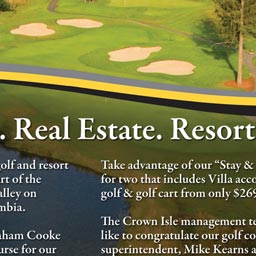 . Real Estate. Resort
golf and resort
rt of the
alley on
mbia.
aham Cooke
urse for our
Take advantage of our “Stay &
for two that includes Villa acco
golf & golf cart from only $269
The Crown Isle management te
like to congratulate our golf co
superintendent, Mike Kearns a